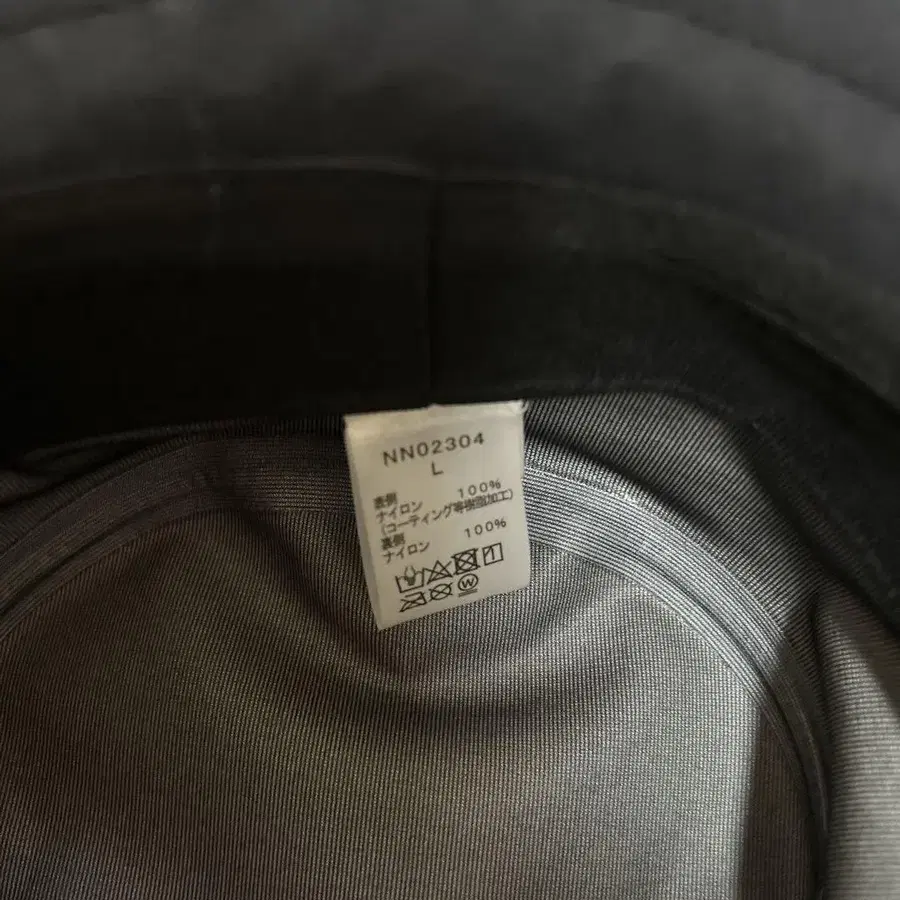 NN02304
L
表側
ナイロン 100%
(コーティング等樹脂加工)
裏側
ナイロン 100%
W